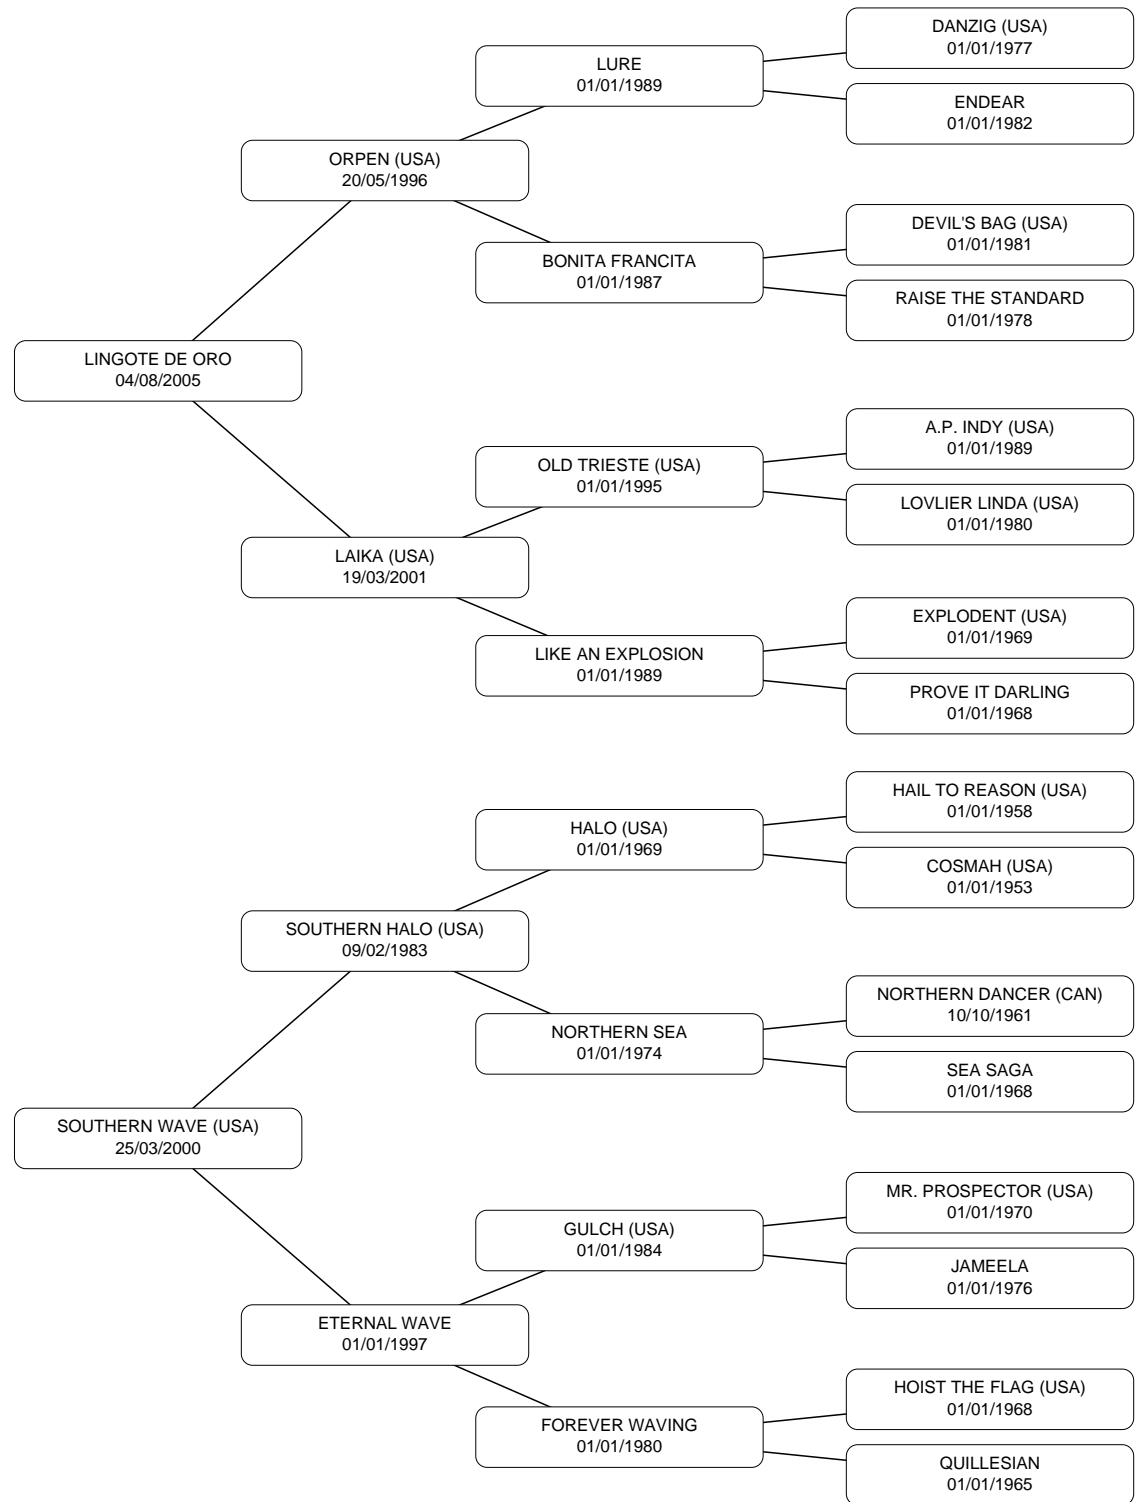 DANZIG (USA)
01/01/1977
LURE
01/01/1989
ENDEAR
01/01/1982
ORPEN (USA)
20/05/1996
DEVIL'S BAG (USA)
01/01/1981
BONITA FRANCITA
01/01/1987
RAISE THE STANDARD
01/01/1978
LINGOTE DE ORO
04/08/2005
A.P. INDY (USA)
01/01/1989
OLD TRIESTE (USA)
01/01/1995
LOVLIER LINDA (USA)
01/01/1980
LAIKA (USA)
19/03/2001
EXPLODENT (USA)
01/01/1969
LIKE AN EXPLOSION
01/01/1989
PROVE IT DARLING
01/01/1968
HAIL TO REASON (USA)
01/01/1958
HALO (USA)
01/01/1969
COSMAH (USA)
01/01/1953
SOUTHERN HALO (USA)
09/02/1983
NORTHERN DANCER (CAN)
10/10/1961
NORTHERN SEA
01/01/1974
SEA SAGA
01/01/1968
SOUTHERN WAVE (USA)
25/03/2000
MR. PROSPECTOR (USA)
01/01/1970
GULCH (USA)
01/01/1984
JAMEELA
01/01/1976
ETERNAL WAVE
01/01/1997
HOIST THE FLAG (USA)
01/01/1968
FOREVER WAVING
01/01/1980
QUILLESIAN
01/01/1965